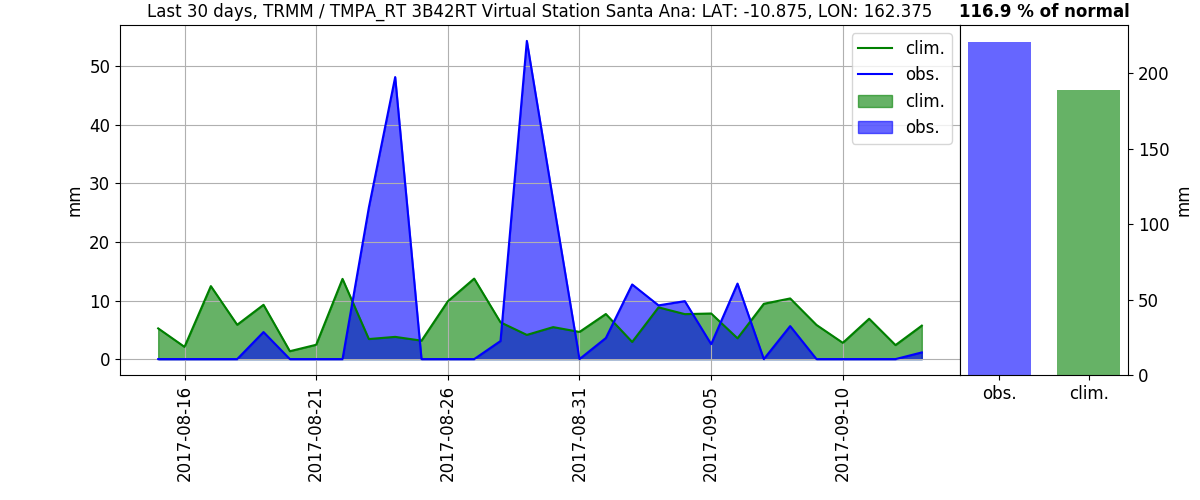 Last 30 days, TRMM / TMPA_RT 3B42RT Virtual Station Santa Ana: LAT: -10.875, LON: 162.375
116.9 % of normal
clim.
obs.
clim.
obs.
mm
50
40
30
20
10
0
2017-08-16
2017-08-21
2017-08-26
2017-08-31
2017-09-05
2017-09-10
200
150
100
50
0
mm
obs.
clim.